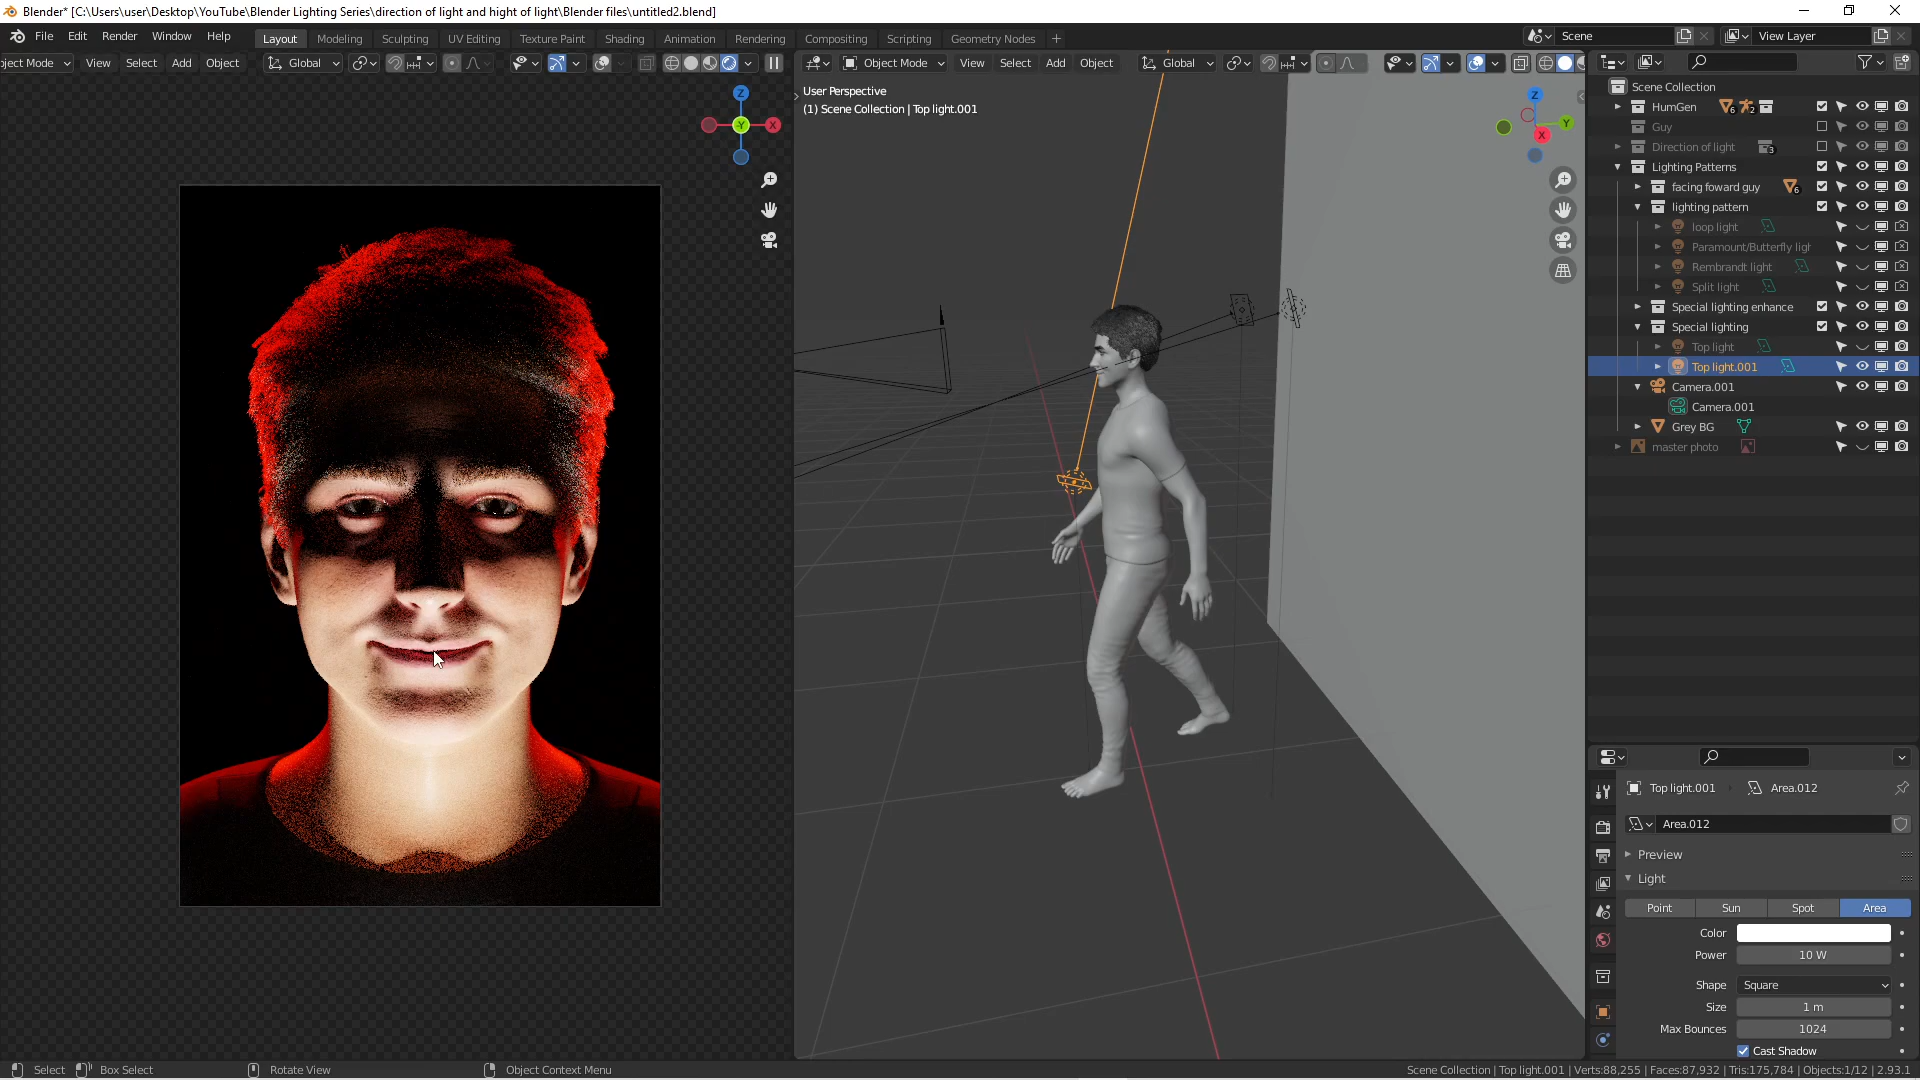 Blender* [C:\Users\user\Desktop\YouTube\Blender Lighting Series\direction of light and hight of light\Blender files\untitled2.blend]
File Edit Render Window Help Layout Modeling Sculpting UV Editing Texture Paint Shading Animation Rendering Compositing Scripting Geometry Nodes + Scene View Layer
ject Mode View Select Add Object Global
Object Mode View Select Add Object Global
User Perspective
(1) Scene Collection | Top light.001
Z
Y
X
Z
Y
X
Scene Collection
HumGen 6 2
Guy
Direction of light 3
Lighting Patterns
facing foward guy 6
lighting pattern
loop light
Paramount/Butterfly ligh
Rembrandt light
Split light
Special lighting enhance
Special lighting
Top light
Top light.001
Camera.001
Camera.001
Grey BG
master photo
Top light.001 Area.012
Area.012
Preview
Light
Point Sun Spot Area
Color
Power 10 W
Shape Square
Size 1 m
Max Bounces 1024
Cast Shadow
Select Box Select Rotate View Object Context Menu Scene Collection | Top light.001 | Verts:88,255 | Faces:87,932 | Tris:175,784 | Objects:1/12 | 2.93.1